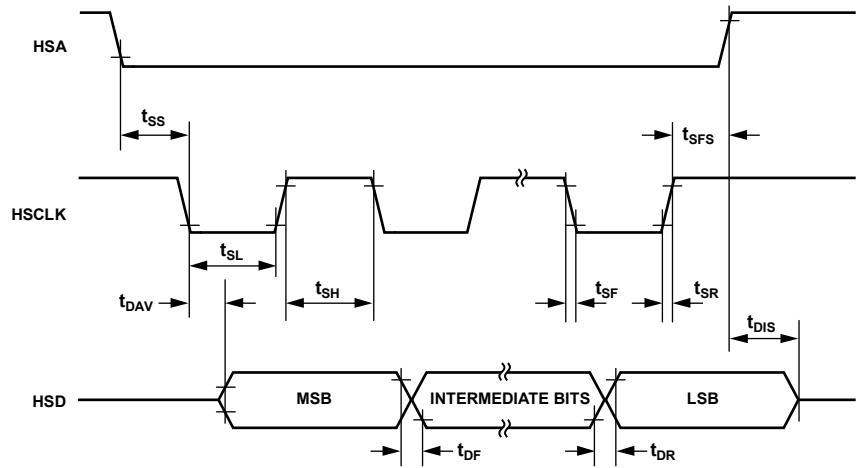 HSA
tSS
tSFS
HSCLK
tSL
tDAV
tSH
tSF
tSR
tDIS
HSD
MSB
INTERMEDIATE BITS
LSB
tDF
tDR